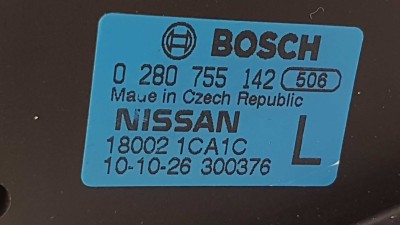 BOSCH
0 280 755 142 506
Made in Czech Republic
NISSAN
18002 1CA1C
10-10-26 300376
L